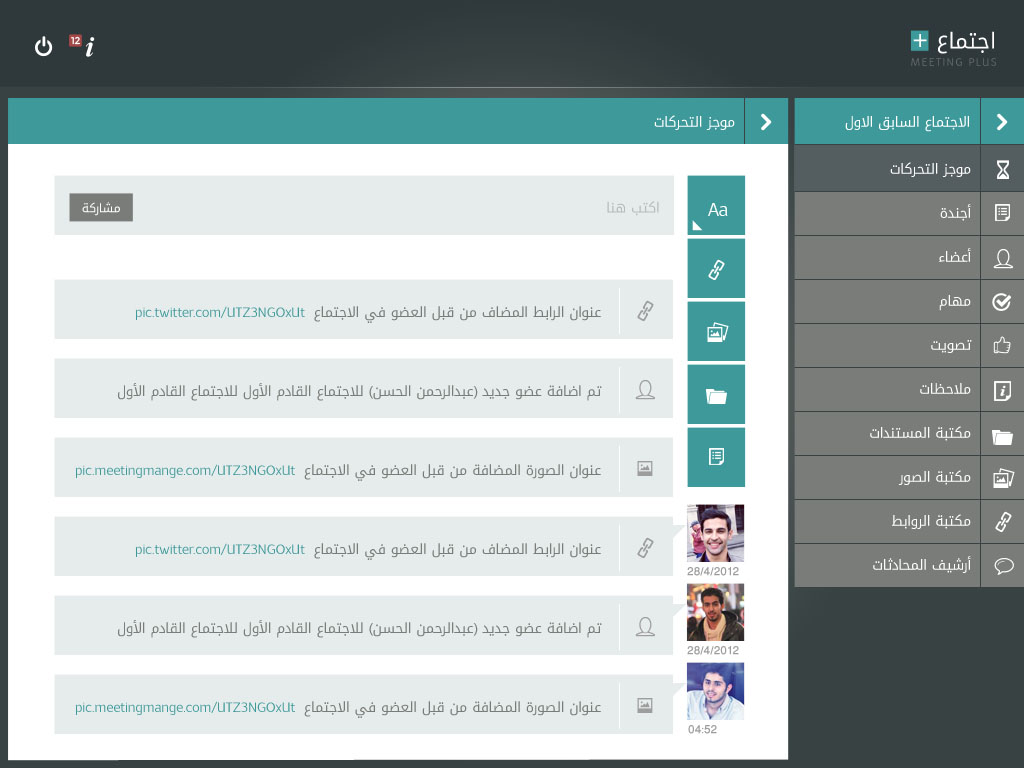 اجتماع
MEETING PLUS
12
الاجتماع السابق الاول
موجز التحركات
أجندة
أعضاء
مهام
تصويت
ملاحظات
مكتبة المستندات
مكتبة الصور
مكتبة الروابط
أرشيف المحادثات
موجز التحركات
Aa
اكتب هنا
مشاركة
عنوان الرابط المضاف من قبل العضو في الاجتماع pic.twitter.com/UTZ3NGOxUt
تم اضافة عضو جديد (عبدالرحمن الحسن) للاجتماع القادم الأول للاجتماع القادم الأول
عنوان الصورة المضافة من قبل العضو في الاجتماع pic.meetingmange.com/UTZ3NGOxUt
عنوان الرابط المضاف من قبل العضو في الاجتماع pic.twitter.com/UTZ3NGOxUt
28/4/2012
تم اضافة عضو جديد (عبدالرحمن الحسن) للاجتماع القادم الأول للاجتماع القادم الأول
28/4/2012
عنوان الصورة المضافة من قبل العضو في الاجتماع pic.meetingmange.com/UTZ3NGOxUt
04:52